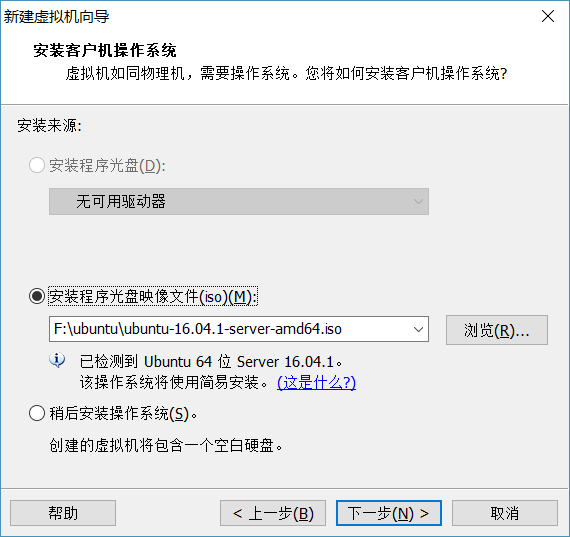 新建虚拟机向导
安装客户机操作系统
虚拟机如同物理机，需要操作系统。您将如何安装客户机操作系统?
安装来源:
安装程序光盘(D):
无可用驱动器
安装程序光盘映像文件(iso)(M):
F:\ubuntu\ubuntu-16.04.1-server-amd64.iso
浏览(R)...
已检测到 Ubuntu 64 位 Server 16.04.1。
该操作系统将使用简易安装。(这是什么?)
稍后安装操作系统(S)。
创建的虚拟机将包含一个空白硬盘。
帮助
< 上一步(B)
下一步(N) >
取消